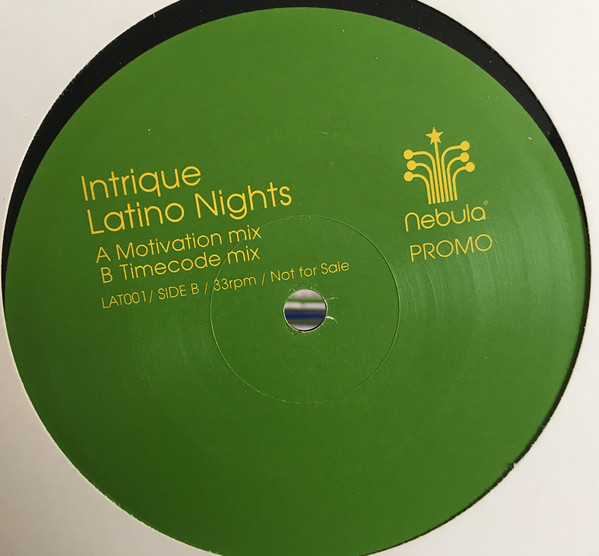 Intrique
Latino Nights
A Motivation mix
B Timecode mix
LAT001/ SIDE B / 33rpm / Not for Sale
nebula©
PROMO